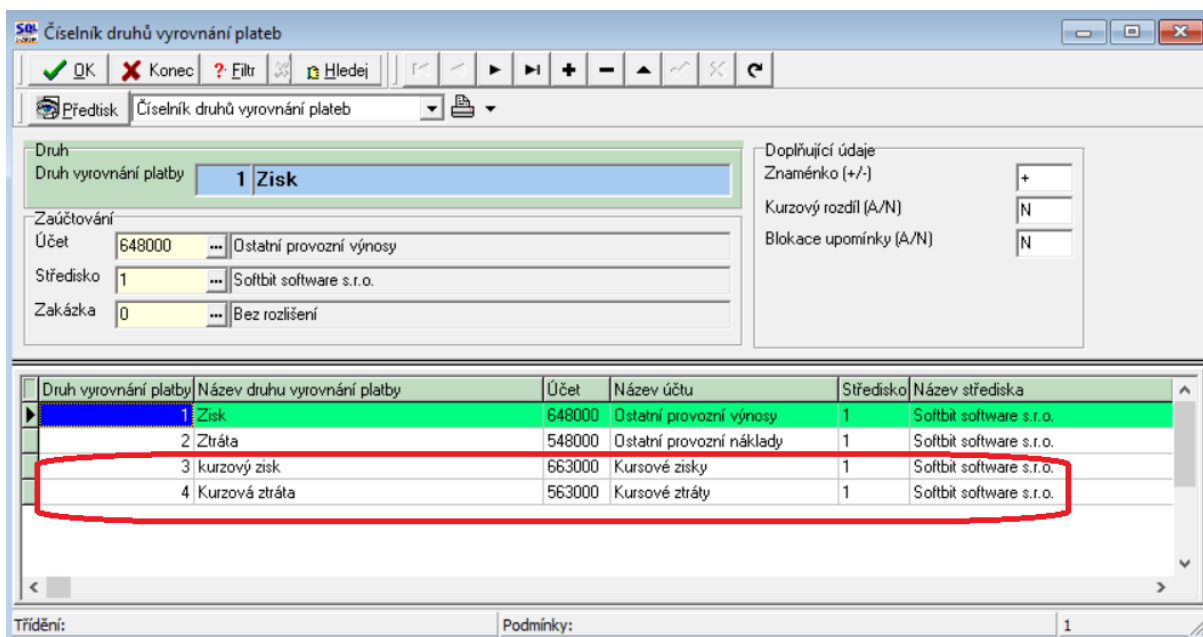 SQL Číselník druhů vyrovnání plateb
OK Konec ? Filtr Hledej
Předtisk Číselník druhů vyrovnání plateb
Druh
Druh vyrovnání platby 1 Zisk
Zaúčtování
Účet 648000 ... Ostatní provozní výnosy
Středisko 1 ... Softbit software s.r.o.
Zakázka 0 ... Bez rozlišení
Doplňující údaje
Znaménko (+/-) +
Kurzový rozdíl (A/N) N
Blokace upomínky (A/N) N
Druh vyrovnání platby Název druhu vyrovnání platby Účet Název účtu Středisko Název střediska
1 Zisk 648000 Ostatní provozní výnosy 1 Softbit software s.r.o.
2 Ztráta 548000 Ostatní provozní náklady 1 Softbit software s.r.o.
3 kurzový zisk 663000 Kursové zisky 1 Softbit software s.r.o.
4 Kurzová ztráta 563000 Kursové ztráty 1 Softbit software s.r.o.
Třídění: Podmínky: 1